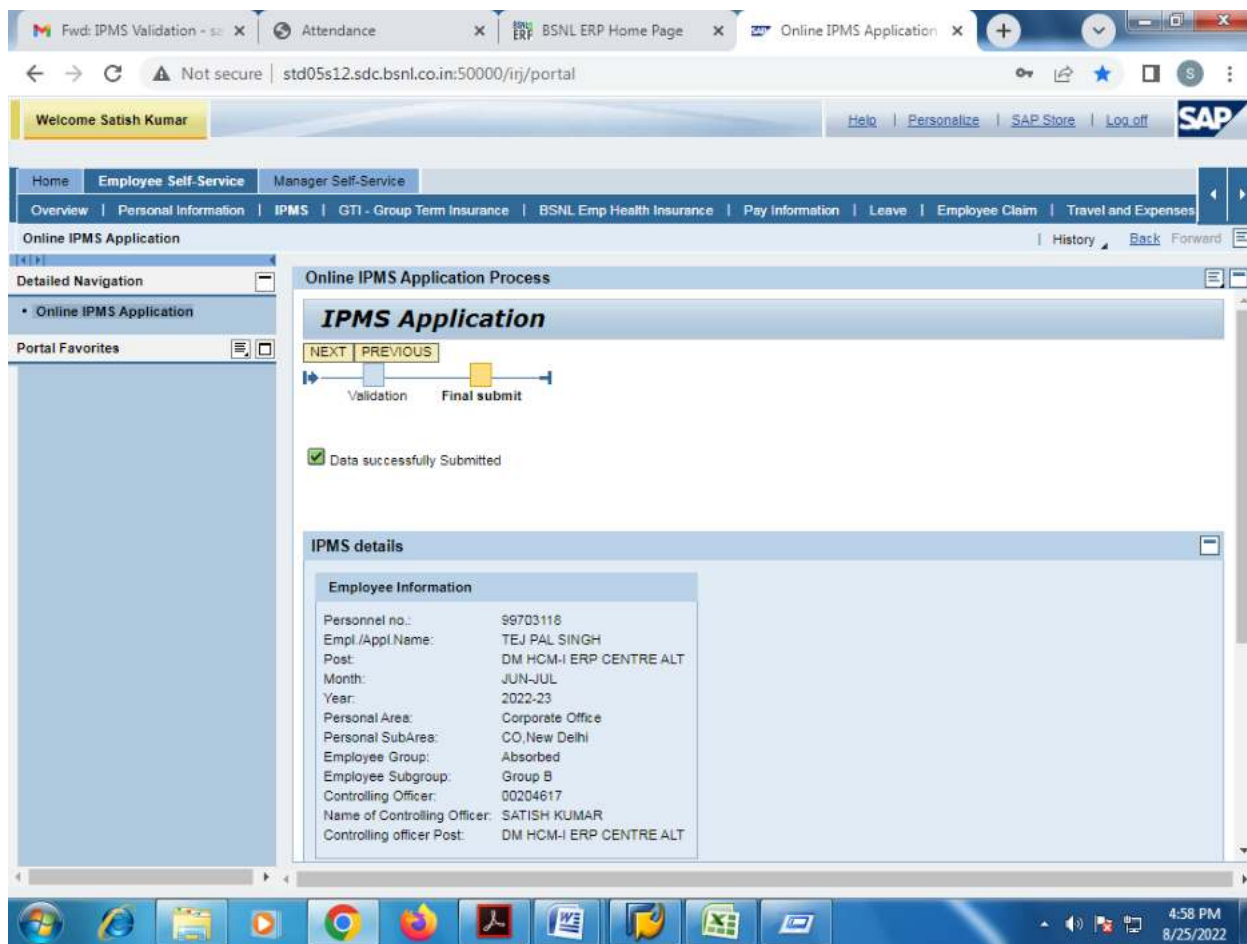 Fwd: IPMS Validation - sa
Attendance
BSNL ERP Home Page
Online IPMS Application
Not secure | std05s12.sdc.bsnl.co.in:50000/irj/portal
S
Welcome Satish Kumar
Help | Personalize | SAP Store | Log off
SAP
Home Employee Self-Service Manager Self-Service
Overview | Personal Information | IPMS | GTI - Group Term Insurance | BSNL Emp Health Insurance | Pay Information | Leave | Employee Claim | Travel and Expenses
Online IPMS Application
| History Back Forward
Detailed Navigation
• Online IPMS Application
Portal Favorites
Online IPMS Application Process
IPMS Application
NEXT PREVIOUS
Validation Final submit
Data successfully Submitted
IPMS details
Employee Information
Personnel no.: 99703118
Empl./Appl.Name: TEJ PAL SINGH
Post: DM HCM-I ERP CENTRE ALT
Month: JUN-JUL
Year: 2022-23
Personal Area: Corporate Office
Personal SubArea: CO,New Delhi
Employee Group: Absorbed
Employee Subgroup: Group B
Controlling Officer: 00204617
Name of Controlling Officer: SATISH KUMAR
Controlling officer Post: DM HCM-I ERP CENTRE ALT
4:58 PM
8/25/2022